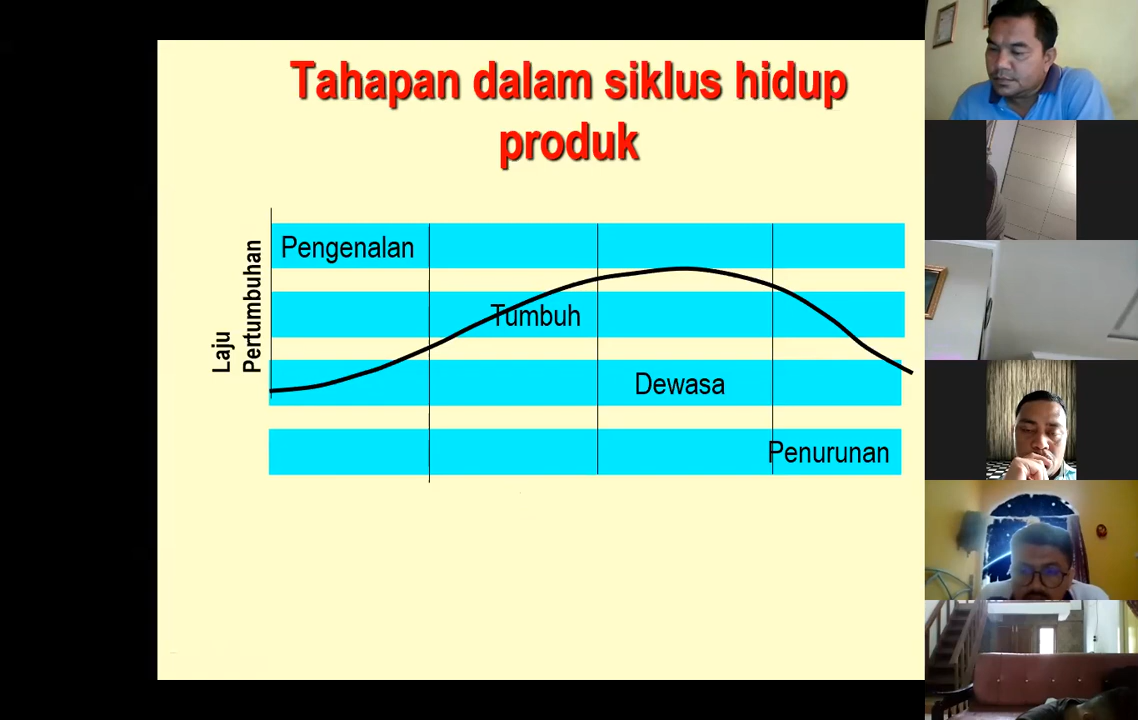 Tahapan dalam siklus hidup
produk
Laju
Pertumbuhan
Pengenalan
Tumbuh
Dewasa
Penurunan